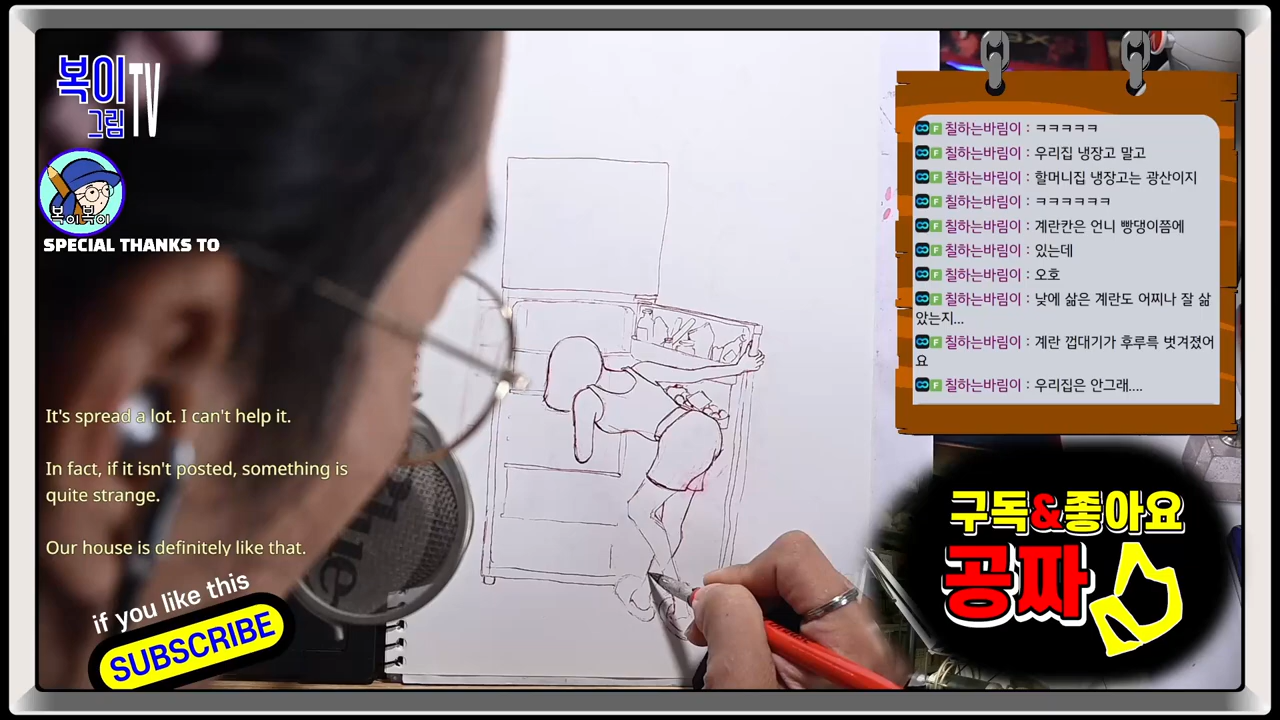 복이
그림
TV
복이복이
SPECIAL THANKS TO
It's spread a lot. I can't help it.
In fact, if it isn't posted, something is
quite strange.
Our house is definitely like that.
if you like this
SUBSCRIBE
Blue
칠하는바림이 : ㅋㅋㅋㅋㅋ
칠하는바림이 : 우리집 냉장고 말고
칠하는바림이 : 할머니집 냉장고는 광산이지
칠하는바림이 : ㅋㅋㅋㅋㅋㅋ
칠하는바림이 : 계란칸은 언니 빵댕이쯤에
칠하는바림이 : 있는데
칠하는바림이 : 오호
칠하는바림이 : 낮에 삶은 계란도 어찌나 잘 삶
았는지...
칠하는바림이 : 계란 껍대기가 후루륵 벗겨졌어
요
칠하는바림이 : 우리집은 안그래....
구독&좋아요
공짜